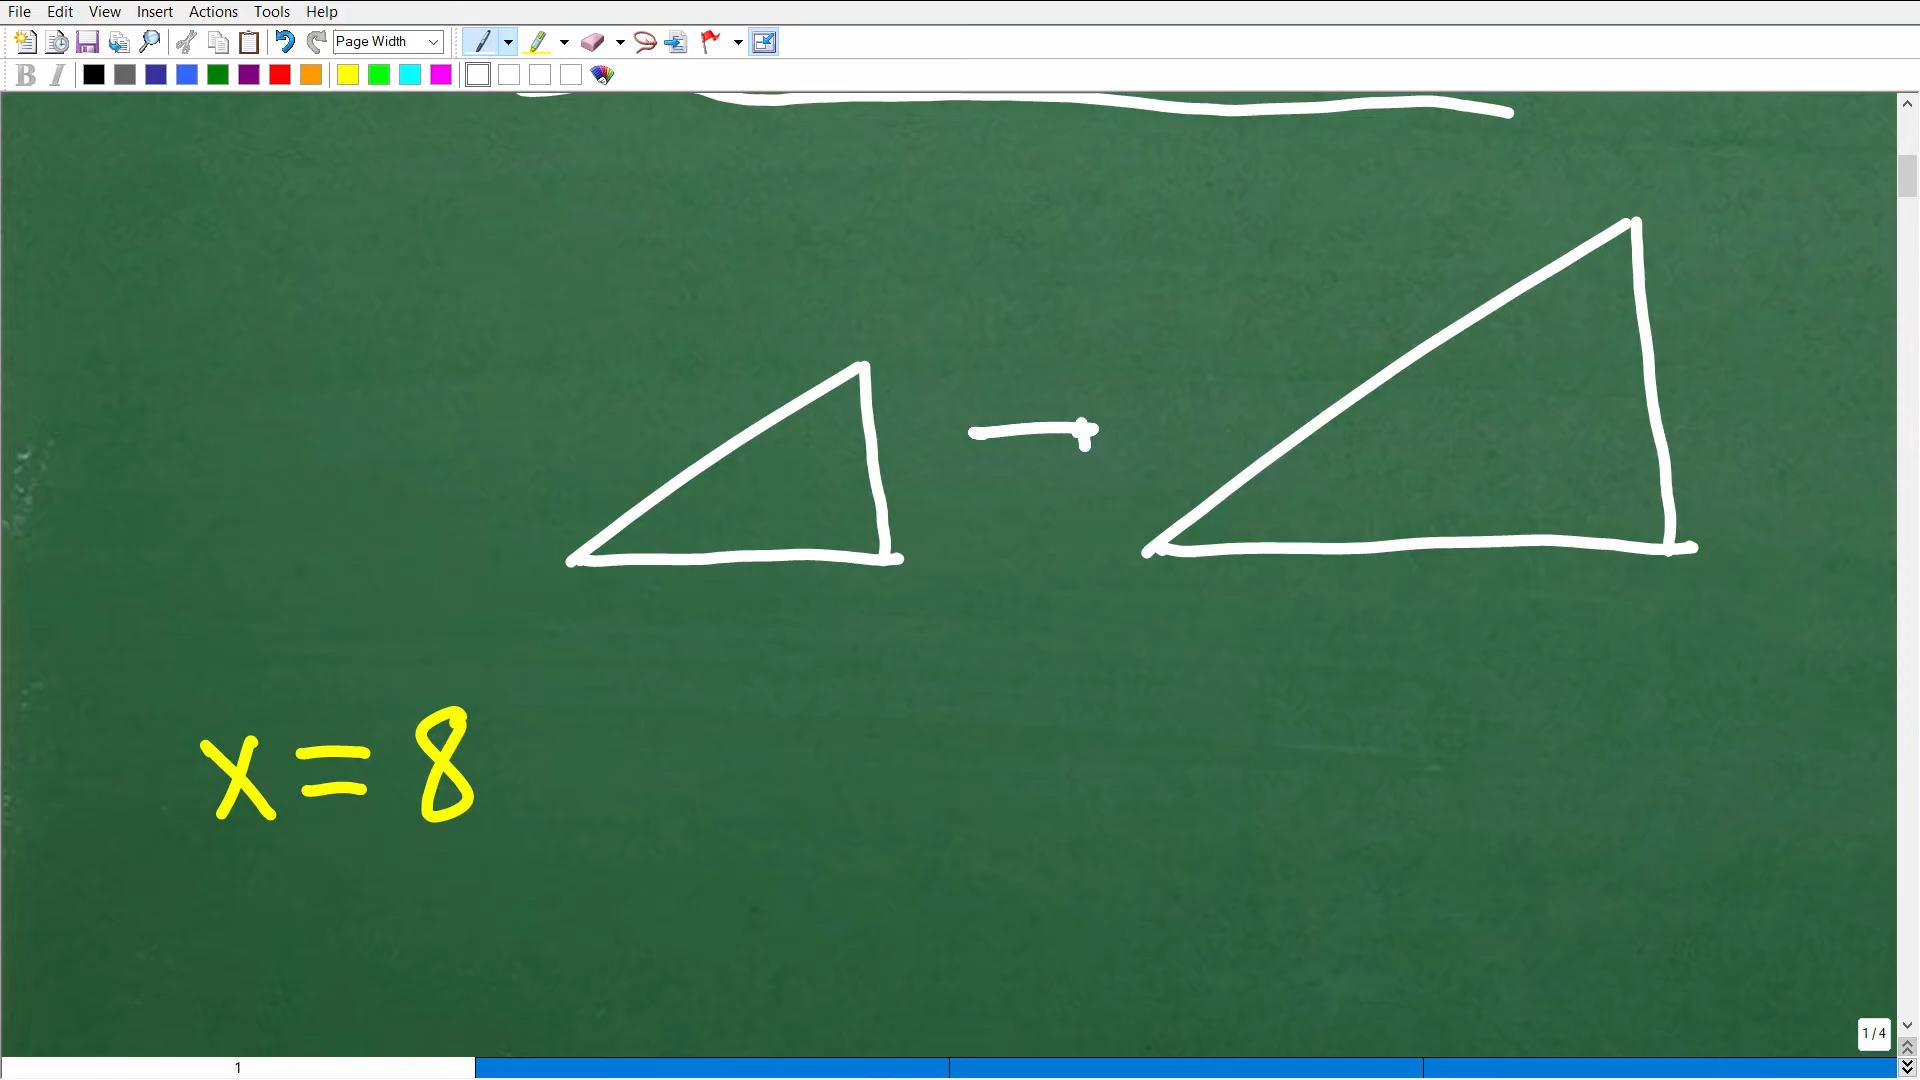 File Edit View Insert Actions Tools Help
Page Width
B I
x = 8
1 / 4
1